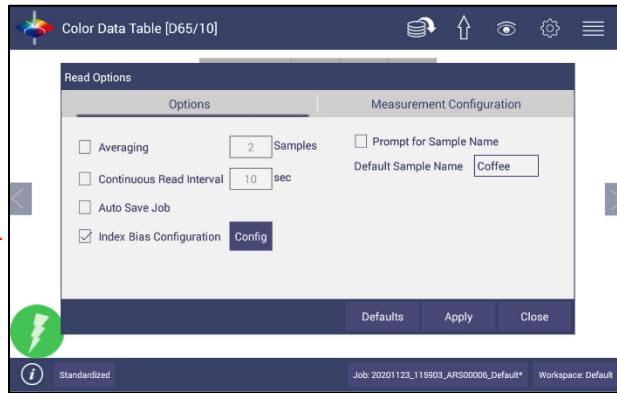 Color Data Table [D65/10]
Read Options
Options
Measurement Configuration
Averaging 2 Samples
Prompt for Sample Name
Continuous Read Interval 10 sec
Default Sample Name Coffee
Auto Save Job
Index Bias Configuration Config
Defaults Apply Close
i Standardized Job: 20201123_115903_ARS00006_Default* Workspace: Default